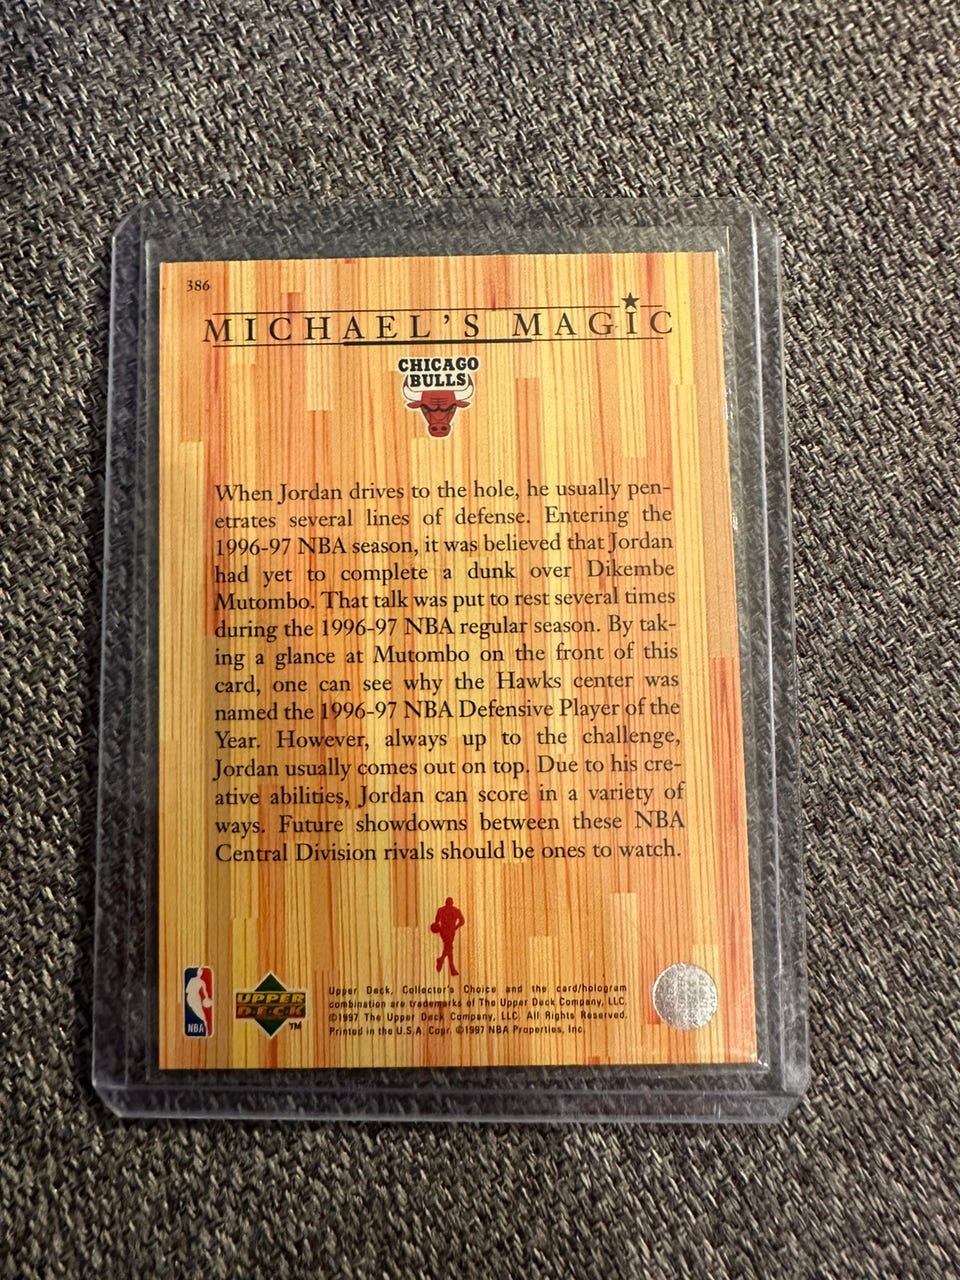 386
MICHAEL'S MAGIC
CHICAGO
BULLS
When Jordan drives to the hole, he usually pen-
etrates several lines of defense. Entering the
1996-97 NBA season, it was believed that Jordan
had yet to complete a dunk over Dikembe
Mutombo. That talk was put to rest several times
during the 1996-97 NBA regular season. By tak-
ing a glance at Mutombo on the front of this
card, one can see why the Hawks center was
named the 1996-97 NBA Defensive Player of the
Year. However, always up to the challenge,
Jordan usually comes out on top. Due to his cre-
ative abilities, Jordan can score in a variety of
ways. Future showdowns between these NBA
Central Division rivals should be ones to watch.
NBA
UPPER
DECK
TM
Upper Deck, Collector's Choice and the card/hologram
combination are trademarks of The Upper Deck Company, LLC.
©1997 The Upper Deck Company, LLC. All Rights Reserved.
Printed in the U.S.A. Copr. ©1997 NBA Properties, Inc.